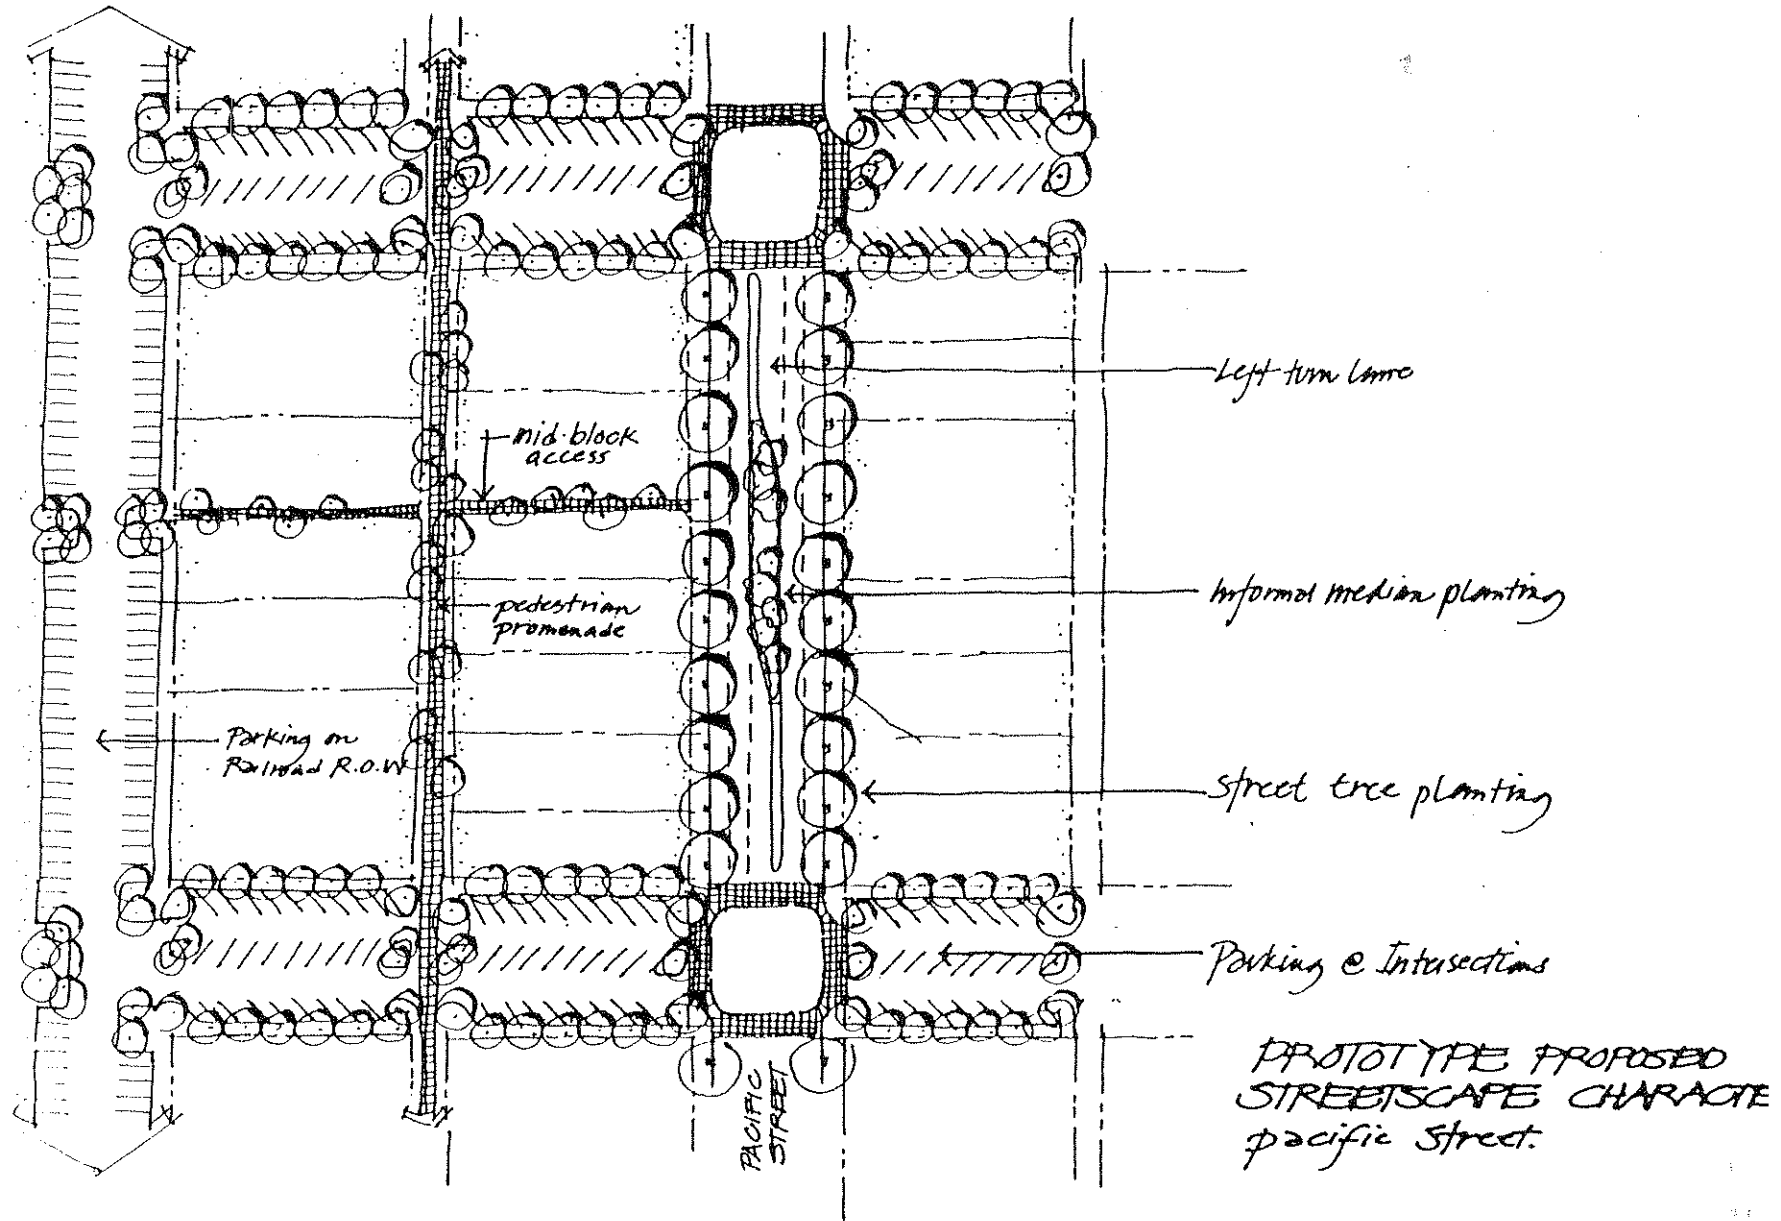 Left turn lane
mid-block
access
Informal median planting
pedestrian
promenade
Parking on
Railroad R.O.W
Street tree planting
Parking @ Intersections
PROTOTYPE PROPOSED
STREETSCAPE CHARACTE
pacific Street.
PACIFIC
STREET